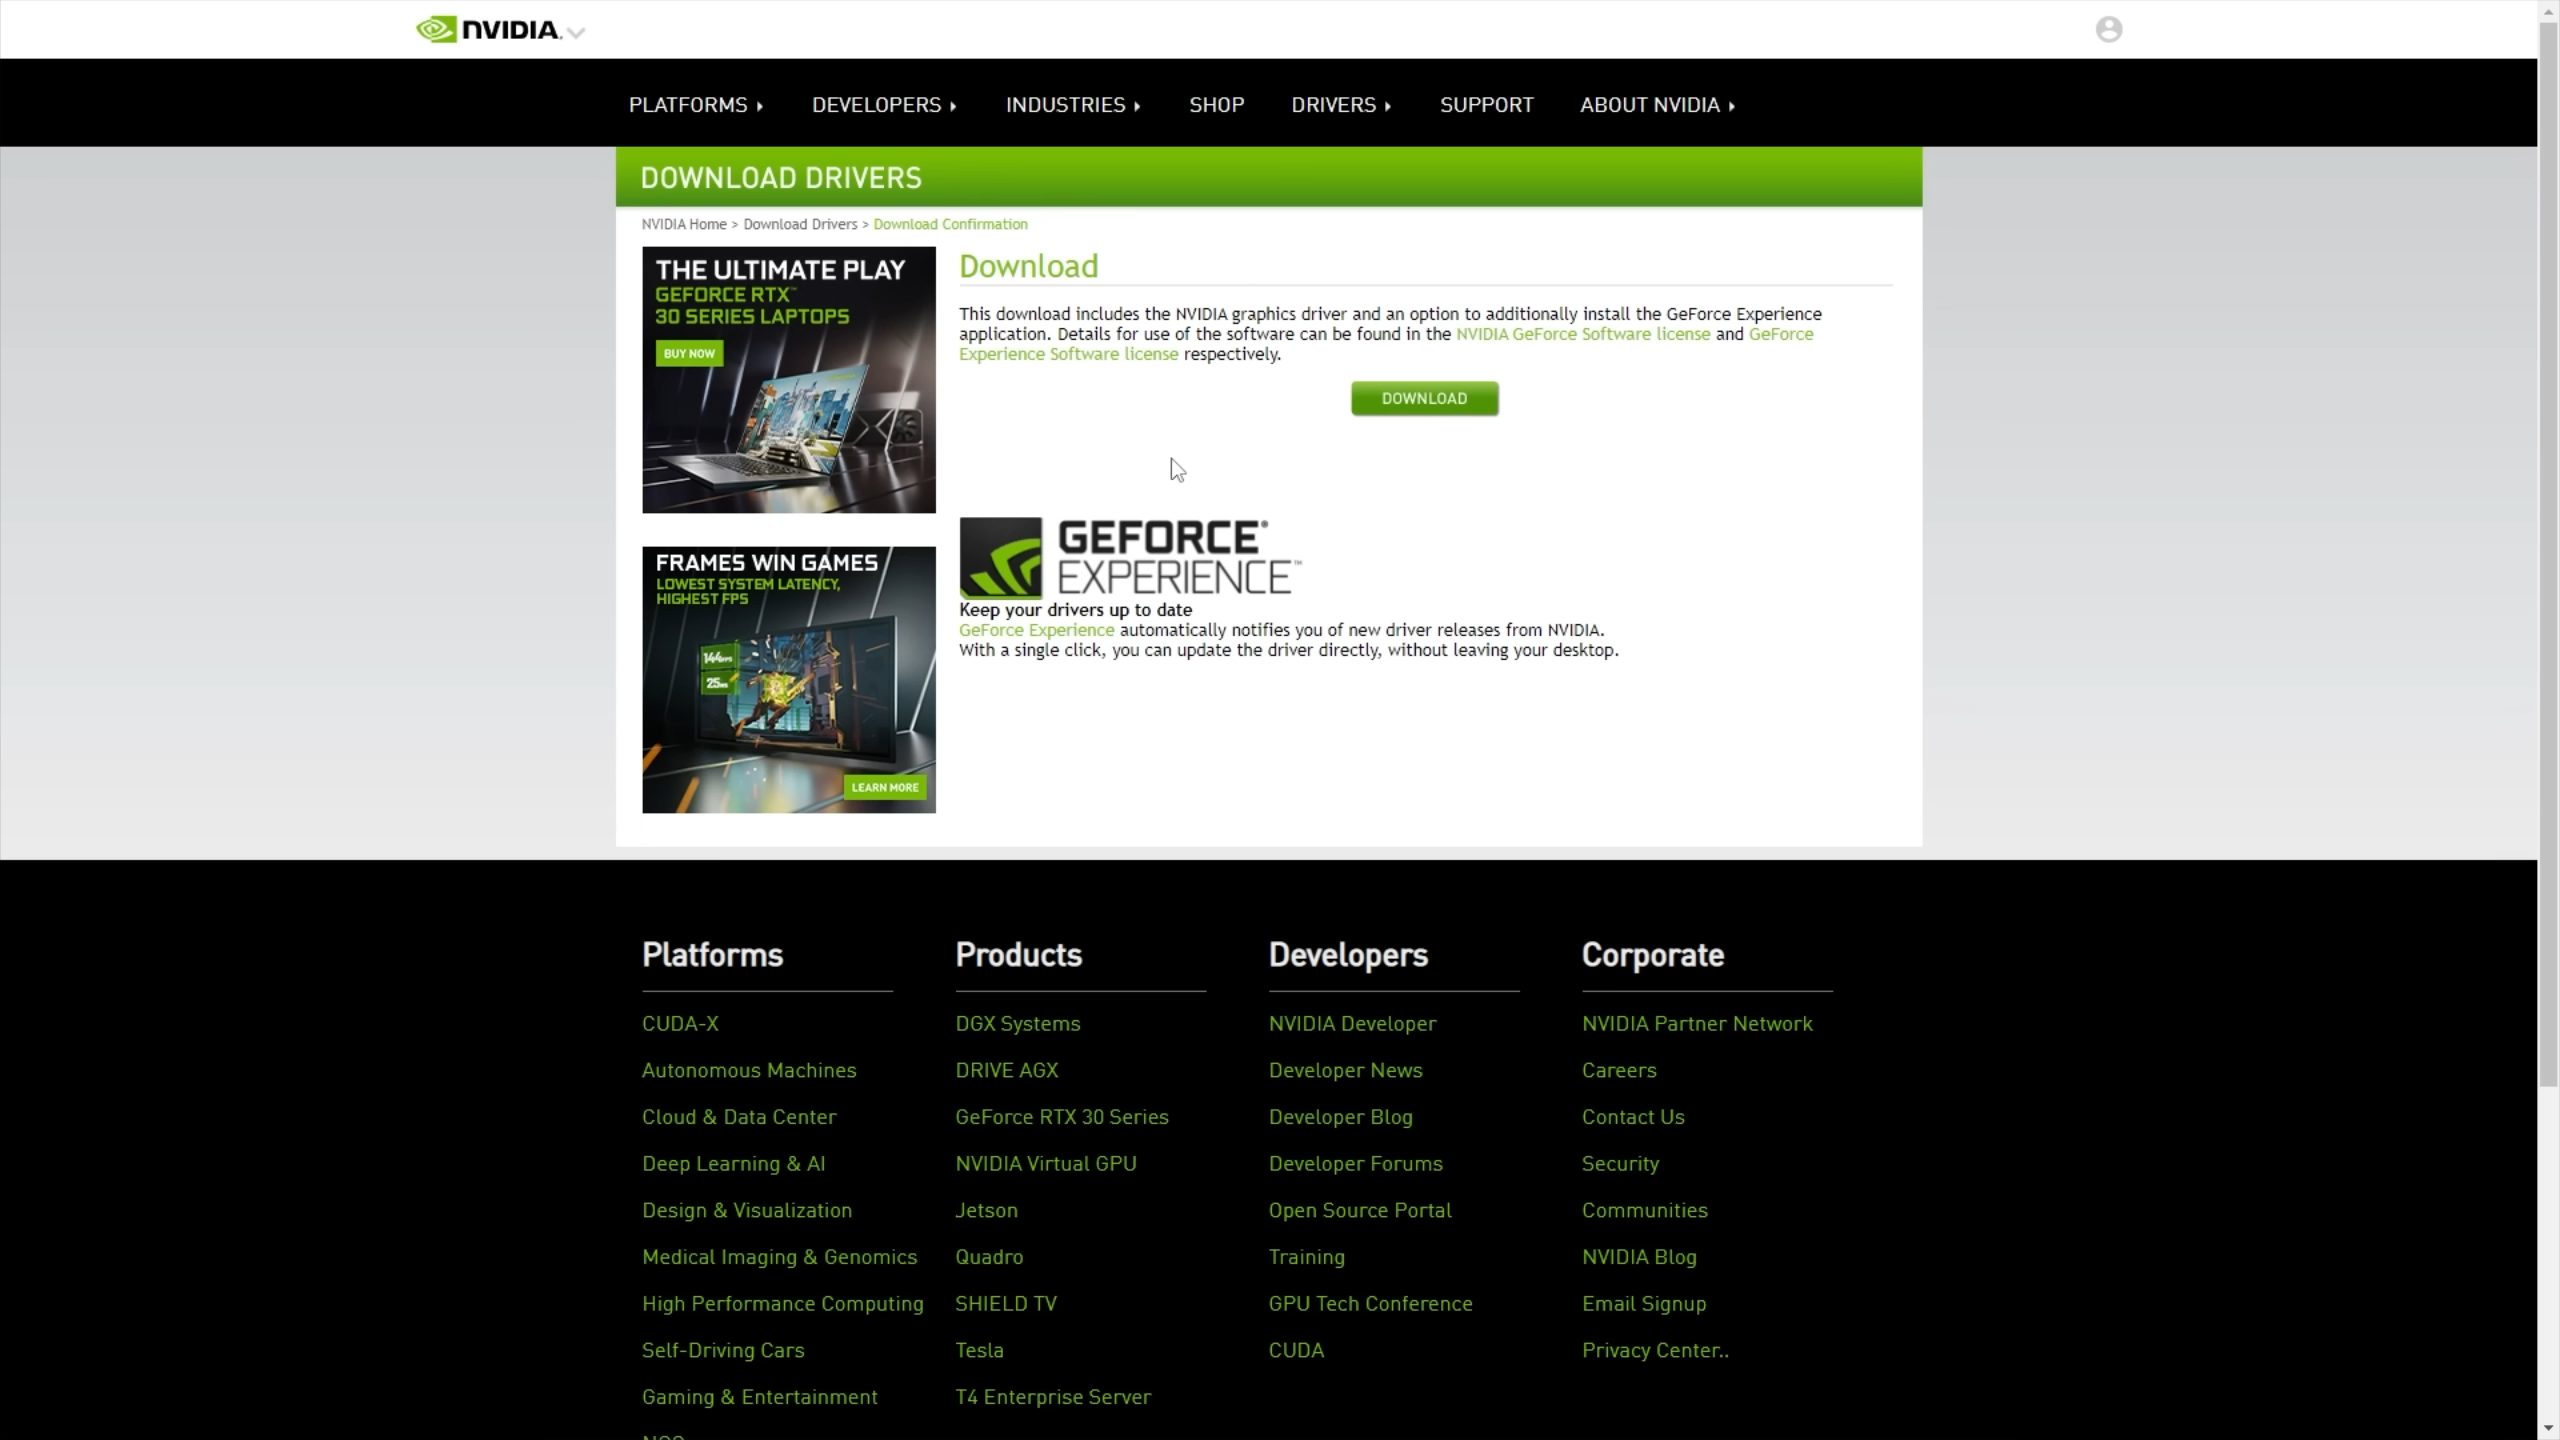 NVIDIA.
PLATFORMS
DEVELOPERS
INDUSTRIES
SHOP
DRIVERS
SUPPORT
ABOUT NVIDIA
DOWNLOAD DRIVERS
NVIDIA Home > Download Drivers > Download Confirmation
THE ULTIMATE PLAY
GEFORCE RTX™
30 SERIES LAPTOPS
BUY NOW
FRAMES WIN GAMES
LOWEST SYSTEM LATENCY,
HIGHEST FPS
144FPS
25ms
LEARN MORE
Download
This download includes the NVIDIA graphics driver and an option to additionally install the GeForce Experience
application. Details for use of the software can be found in the NVIDIA GeForce Software license and GeForce
Experience Software license respectively.
DOWNLOAD
GEFORCE®
EXPERIENCE™
Keep your drivers up to date
GeForce Experience automatically notifies you of new driver releases from NVIDIA.
With a single click, you can update the driver directly, without leaving your desktop.
Platforms
CUDA-X
Autonomous Machines
Cloud & Data Center
Deep Learning & AI
Design & Visualization
Medical Imaging & Genomics
High Performance Computing
Self-Driving Cars
Gaming & Entertainment
Products
DGX Systems
DRIVE AGX
GeForce RTX 30 Series
NVIDIA Virtual GPU
Jetson
Quadro
SHIELD TV
Tesla
T4 Enterprise Server
Developers
NVIDIA Developer
Developer News
Developer Blog
Developer Forums
Open Source Portal
Training
GPU Tech Conference
CUDA
Corporate
NVIDIA Partner Network
Careers
Contact Us
Security
Communities
NVIDIA Blog
Email Signup
Privacy Center..